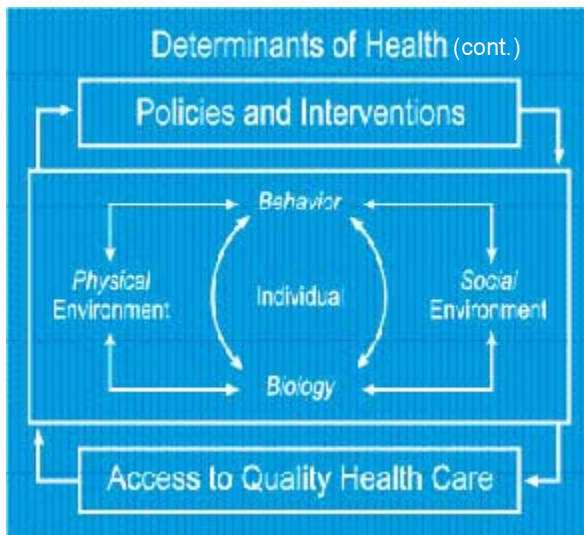 Determinants of Health (cont.)
Policies and Interventions
Behavior
Physical
Environment
Individual
Social
Environment
Biology
Access to Quality Health Care